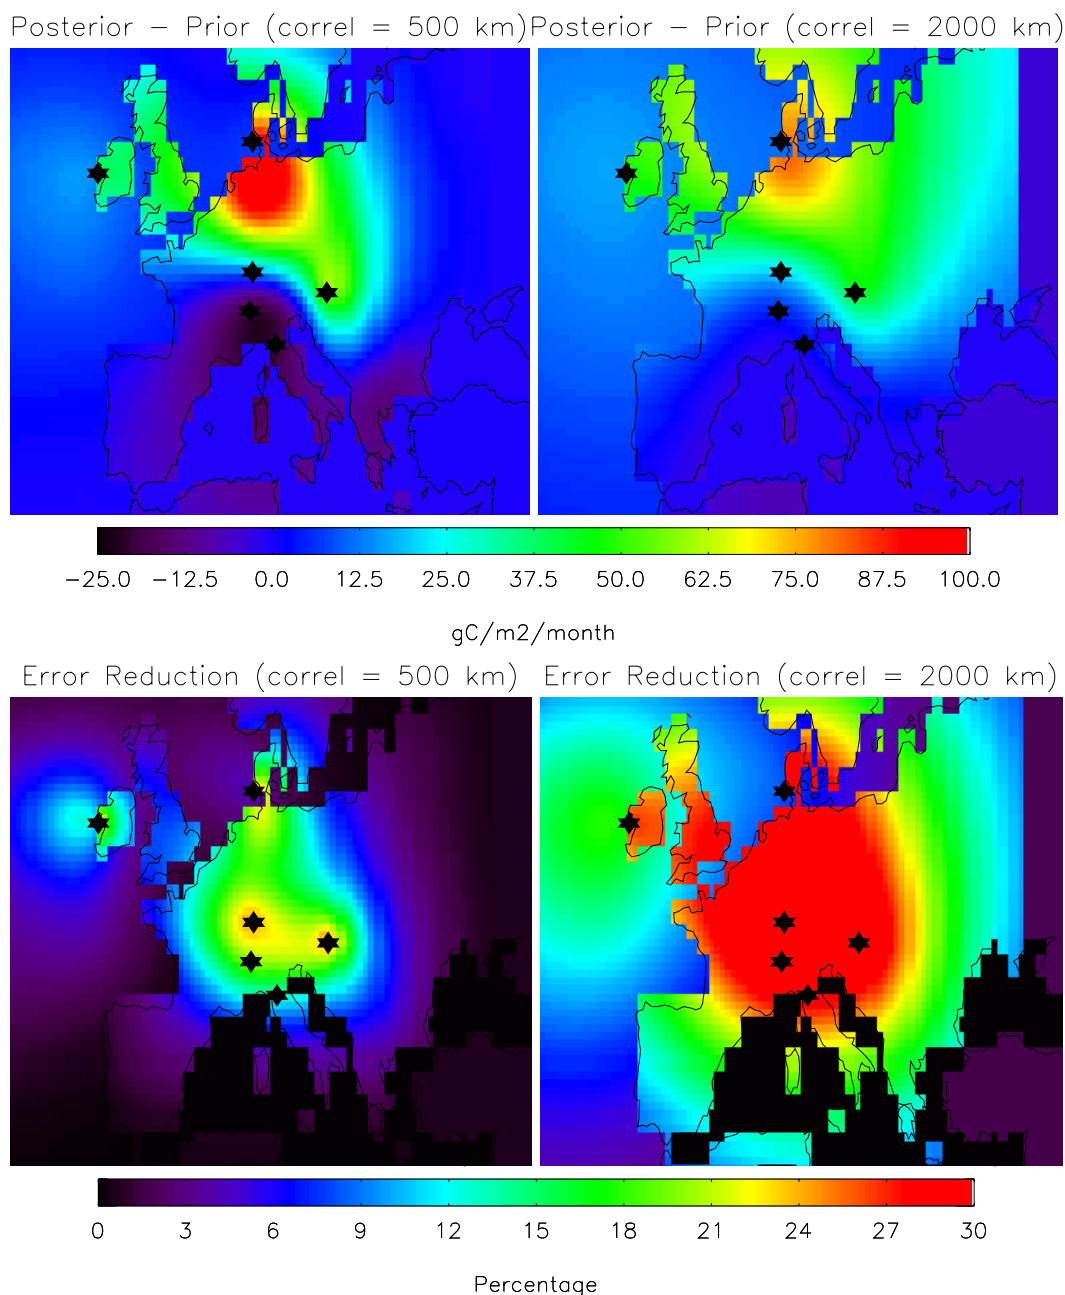 Posterior − Prior (correl = 500 km) Posterior − Prior (correl = 2000 km)
−25.0 −12.5 0.0 12.5 25.0 37.5 50.0 62.5 75.0 87.5 100.0
gC/m2/month
Error Reduction (correl = 500 km) Error Reduction (correl = 2000 km)
0 3 6 9 12 15 18 21 24 27 30
Percentage